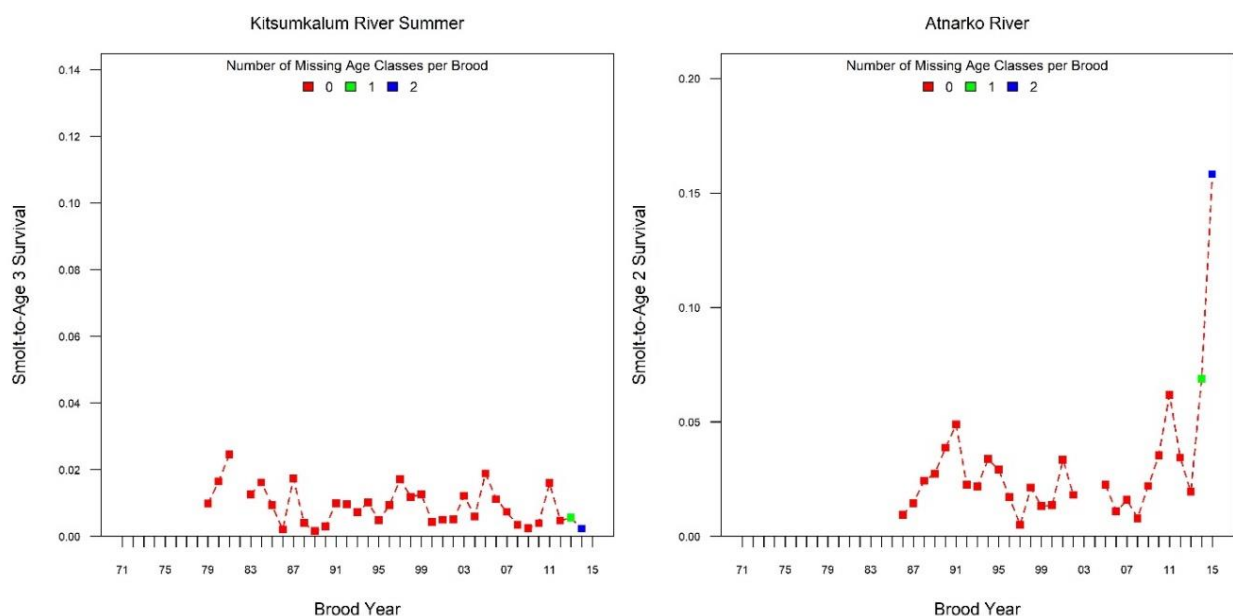 Kitsumkalum River Summer
Number of Missing Age Classes per Brood
0 1 2
Smolt-to-Age 3 Survival
0.14
0.12
0.10
0.08
0.06
0.04
0.02
0.00
71 75 79 83 87 91 95 99 03 07 11 15
Brood Year
Atnarko River
Number of Missing Age Classes per Brood
0 1 2
Smolt-to-Age 2 Survival
0.20
0.15
0.10
0.05
0.00
71 75 79 83 87 91 95 99 03 07 11 15
Brood Year